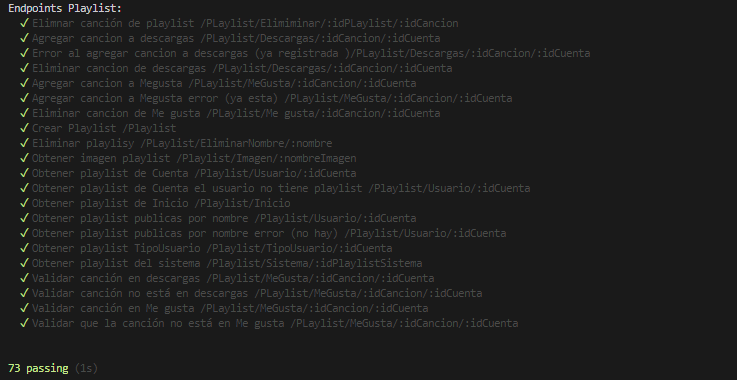 Endpoints Playlist:
✓ Elimnar canción de playlist /PLaylist/Elimiminar/:idPLaylist/:idCancion
✓ Agregar cancion a descargas /PLaylist/Descargas/:idCancion/:idCuenta
✓ Error al agregar cancion a descargas (ya registrada )/PLaylist/Descargas/:idCancion/:idCuenta
✓ Eliminar cancion de descargas /PLaylist/Descargas/:idCancion/:idCuenta
✓ Agregar cancion a Megusta /PLaylist/MeGusta/:idCancion/:idCuenta
✓ Agregar cancion a Megusta error (ya esta) /PLaylist/MeGusta/:idCancion/:idCuenta
✓ Eliminar cancion de Me gusta /PLaylist/Me gusta/:idCancion/:idCuenta
✓ Crear Playlist /Playlist
✓ Eliminar playlisy /PLaylist/EliminarNombre/:nombre
✓ Obtener imagen playlist /Playlist/Imagen/:nombreImagen
✓ Obtener playlist de Cuenta /Playlist/Usuario/:idCuenta
✓ Obtener playlist de Cuenta el usuario no tiene playlist /Playlist/Usuario/:idCuenta
✓ Obtener playlist de Inicio /Playlist/Inicio
✓ Obtener playlist publicas por nombre /Playlist/Usuario/:idCuenta
✓ Obtener playlist publicas por nombre error (no hay) /Playlist/Usuario/:idCuenta
✓ Obtener playlist TipoUsuario /Playlist/TipoUsuario/:idCuenta
✓ Obtener playlist del sistema /Playlist/Sistema/:idPlaylistSistema
✓ Validar canción en descargas /PLaylist/MeGusta/:idCancion/:idCuenta
✓ Validar canción no está en descargas /PLaylist/MeGusta/:idCancion/:idCuenta
✓ Validar canción en Me gusta /PLaylist/MeGusta/:idCancion/:idCuenta
✓ Validar que la canción no está en Me gusta /PLaylist/MeGusta/:idCancion/:idCuenta
73 passing (1s)